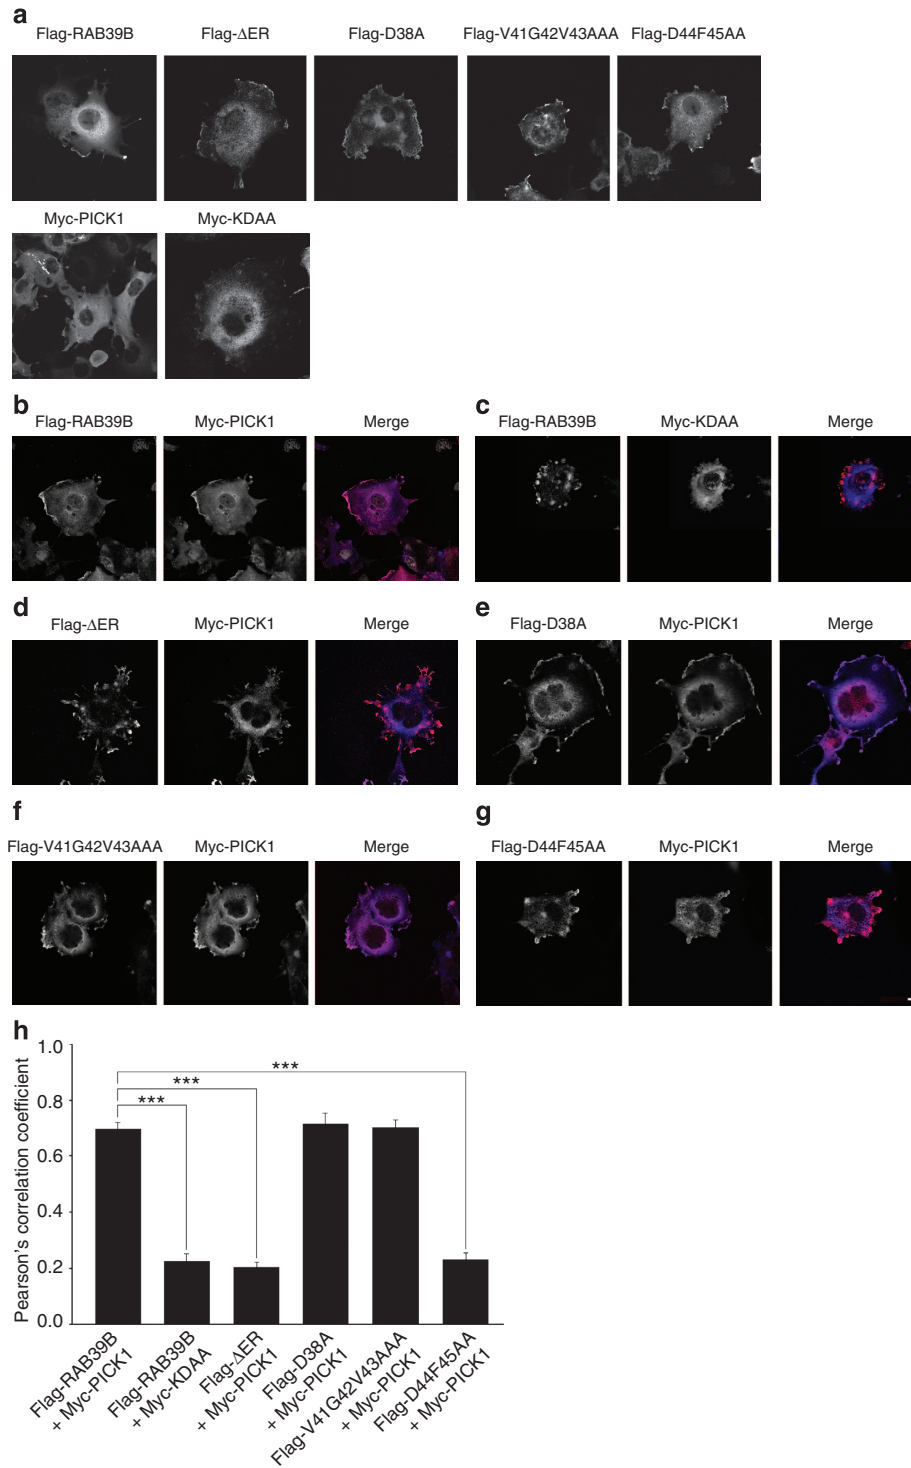 a
Flag-RAB39B Flag-ΔER Flag-D38A Flag-V41G42V43AAA Flag-D44F45AA
Myc-PICK1 Myc-KDAA
b
Flag-RAB39B Myc-PICK1 Merge
c
Flag-RAB39B Myc-KDAA Merge
d
Flag-ΔER Myc-PICK1 Merge
e
Flag-D38A Myc-PICK1 Merge
f
Flag-V41G42V43AAA Myc-PICK1 Merge
g
Flag-D44F45AA Myc-PICK1 Merge
h
Pearson's correlation coefficient
1.0
0.8
0.6
0.4
0.2
0.0
***
***
***
Flag-RAB39B
+ Myc-PICK1
Flag-RAB39B
+ Myc-KDAA
Flag-ΔER
+ Myc-PICK1
Flag-D38A
+ Myc-PICK1
Flag-V41G42V43AAA
+ Myc-PICK1
Flag-D44F45AA
+ Myc-PICK1